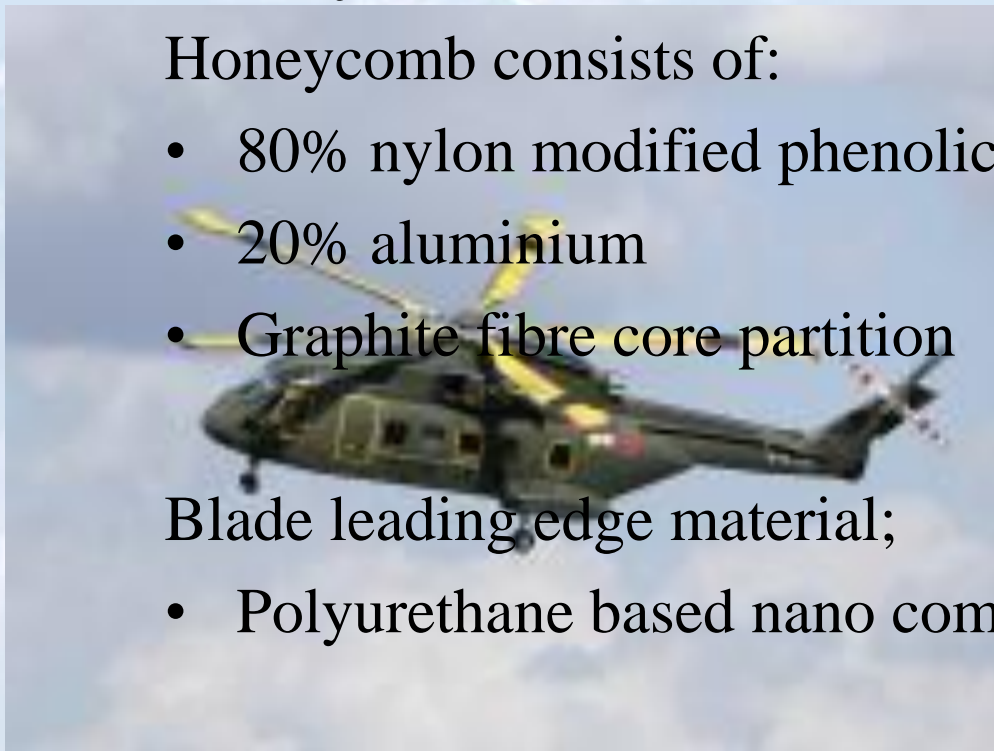 Honeycomb consists of:
• 80% nylon modified phenolic
• 20% aluminium
• Graphite fibre core partition
Blade leading edge material;
• Polyurethane based nano com